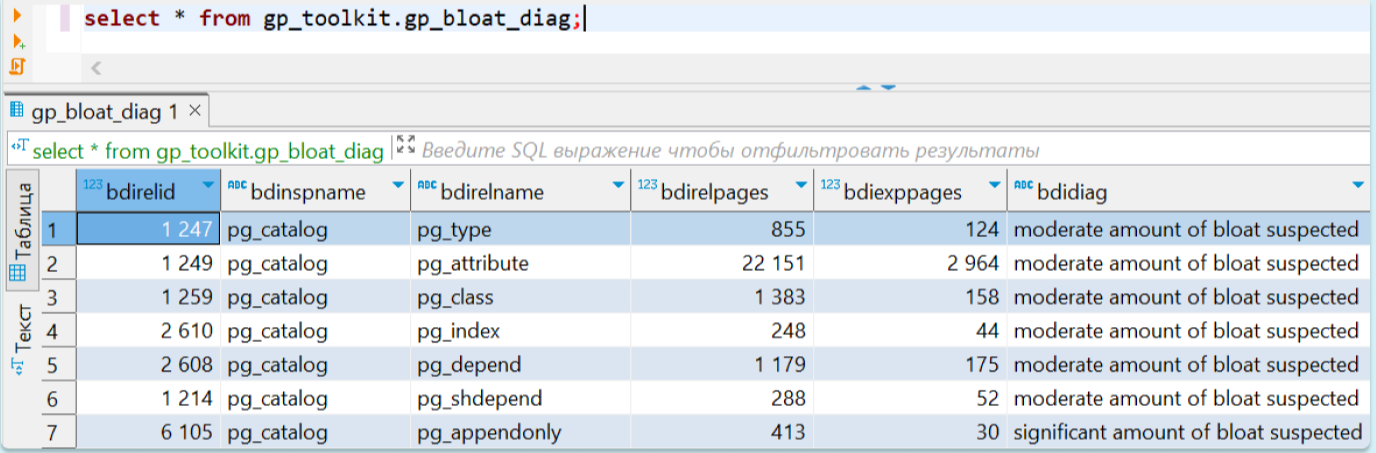 select * from gp_toolkit.gp_bloat_diag;
gp_bloat_diag 1 ×
select * from gp_toolkit.gp_bloat_diag Введите SQL выражение чтобы отфильтровать результаты
Таблица
Текст
123 bdirelid ABC bdinspname ABC bdirelname 123 bdirelpages 123 bdiexppages ABC bdidiag
1 1 247 pg_catalog pg_type 855 124 moderate amount of bloat suspected
2 1 249 pg_catalog pg_attribute 22 151 2 964 moderate amount of bloat suspected
3 1 259 pg_catalog pg_class 1 383 158 moderate amount of bloat suspected
4 2 610 pg_catalog pg_index 248 44 moderate amount of bloat suspected
5 2 608 pg_catalog pg_depend 1 179 175 moderate amount of bloat suspected
6 1 214 pg_catalog pg_shdepend 288 52 moderate amount of bloat suspected
7 6 105 pg_catalog pg_appendonly 413 30 significant amount of bloat suspected